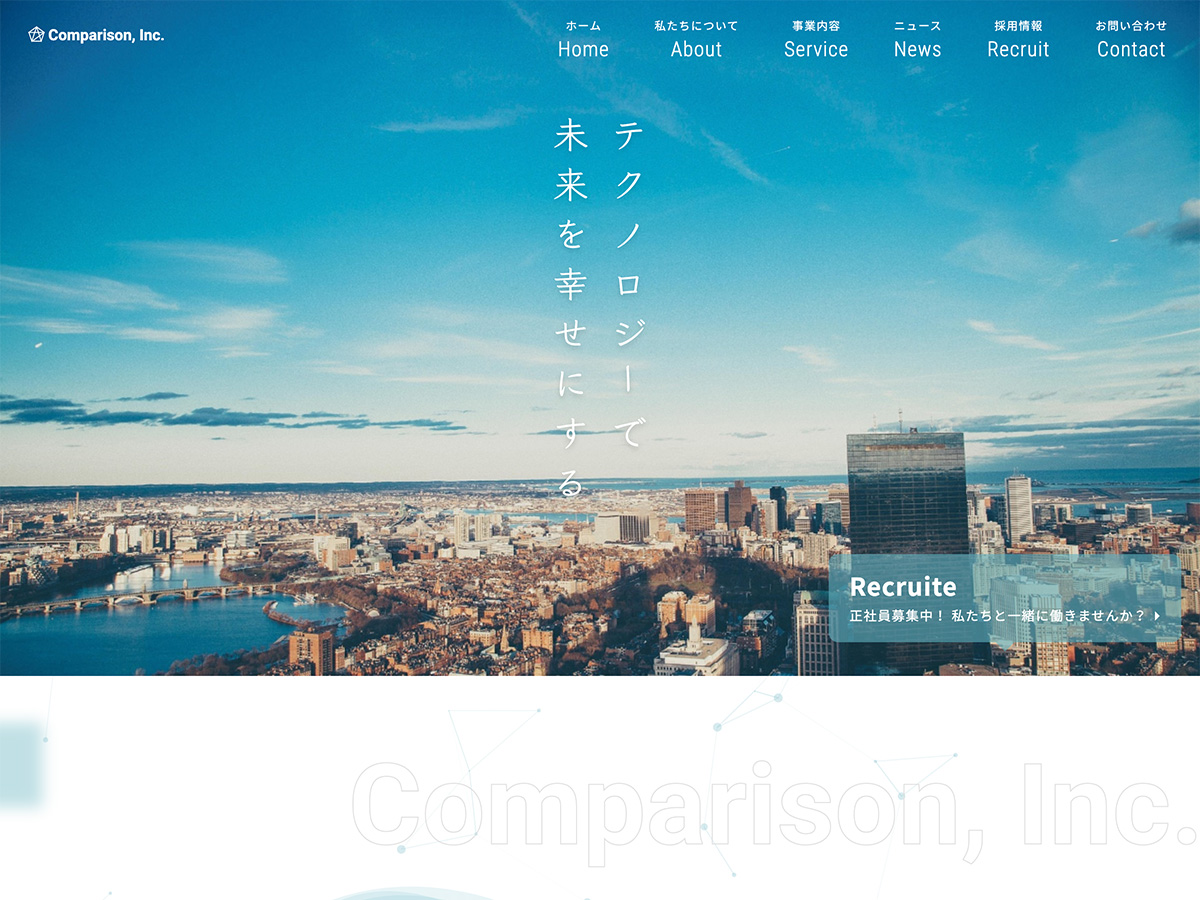 Comparison, Inc.
ホーム
Home
私たちについて
About
事業内容
Service
ニュース
News
採用情報
Recruit
お問い合わせ
Contact
テクノロジーで
未来を幸せにする
Recruite
正社員募集中！ 私たちと一緒に働きませんか？
Comparison, Inc.